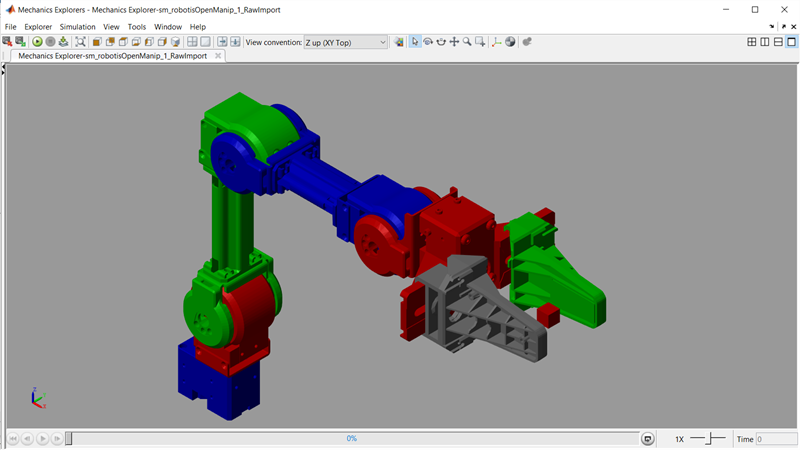 Mechanics Explorers - Mechanics Explorer-sm_robotisOpenManip_1_RawImport
File Explorer Simulation View Tools Window Help
View convention: Z up (XY Top)
Mechanics Explorer-sm_robotisOpenManip_1_RawImport
Z
Y
X
0%
1X
Time 0